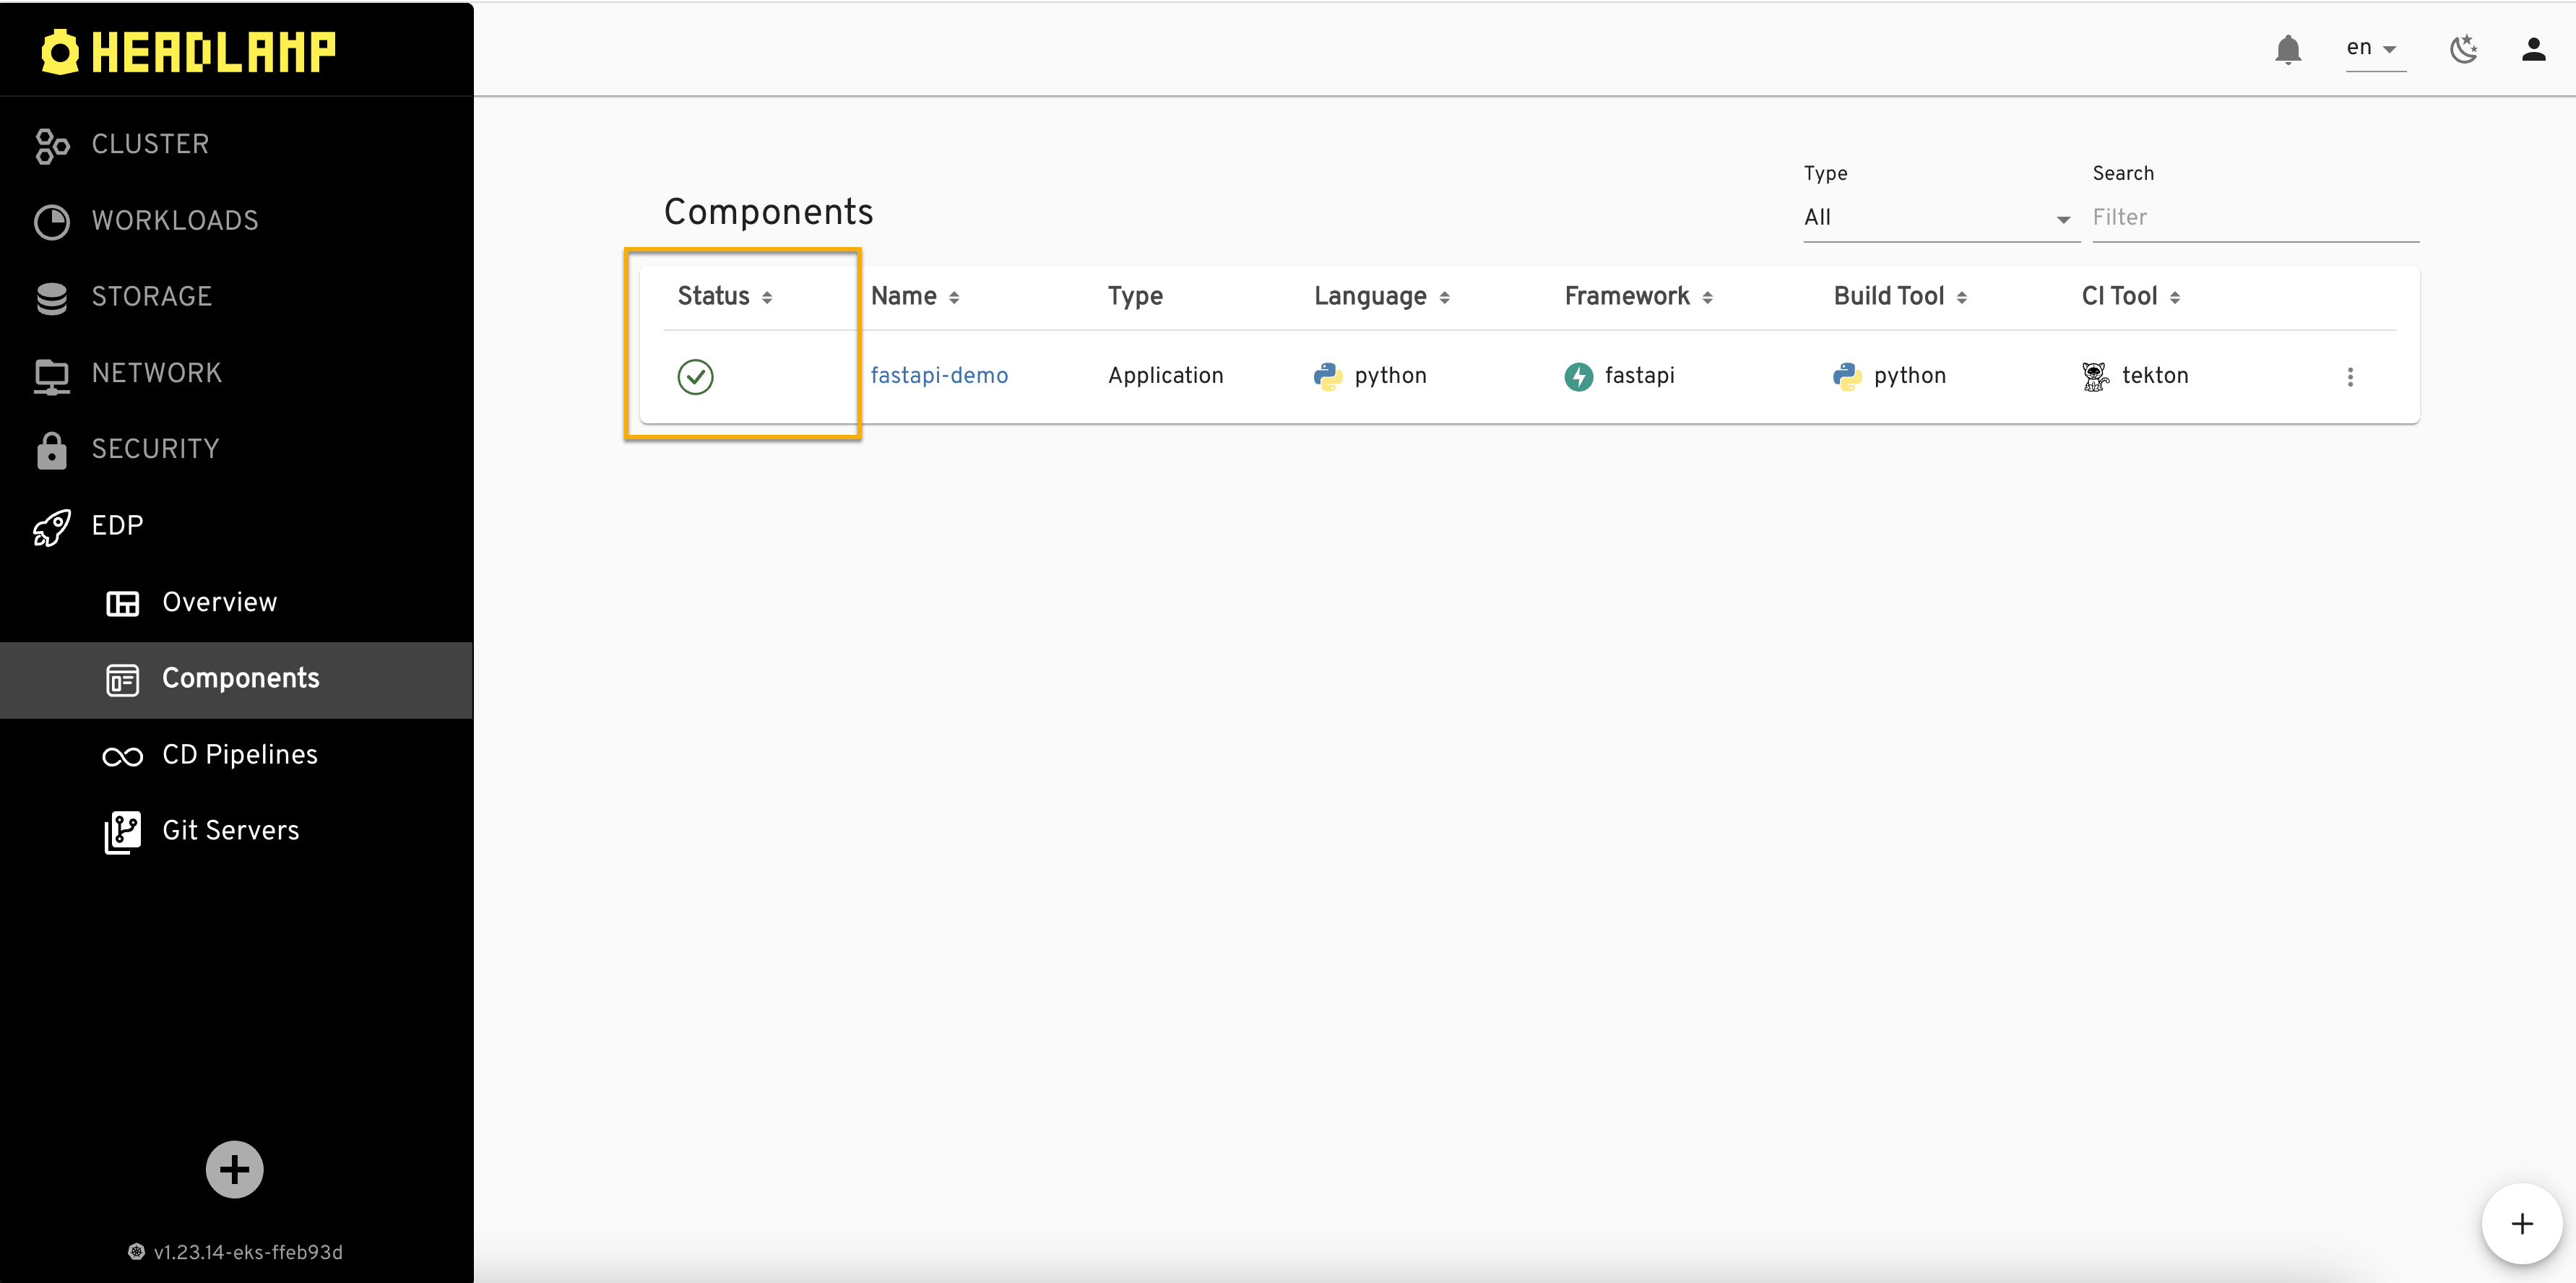 HEADLAMP
en
CLUSTER
WORKLOADS
STORAGE
NETWORK
SECURITY
EDP
Overview
Components
CD Pipelines
Git Servers
v1.23.14-eks-ffeb93d
Components
Type
All
Search
Filter
Status Name Type Language Framework Build Tool CI Tool
fastapi-demo Application python fastapi python tekton